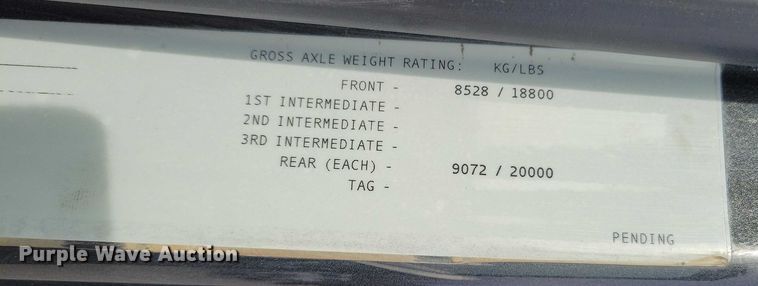 GROSS AXLE WEIGHT RATING: KG/LBS
FRONT - 8528 / 18800
1ST INTERMEDIATE -
2ND INTERMEDIATE -
3RD INTERMEDIATE -
REAR (EACH) - 9072 / 20000
TAG -
PENDING
Purple Wave Auction